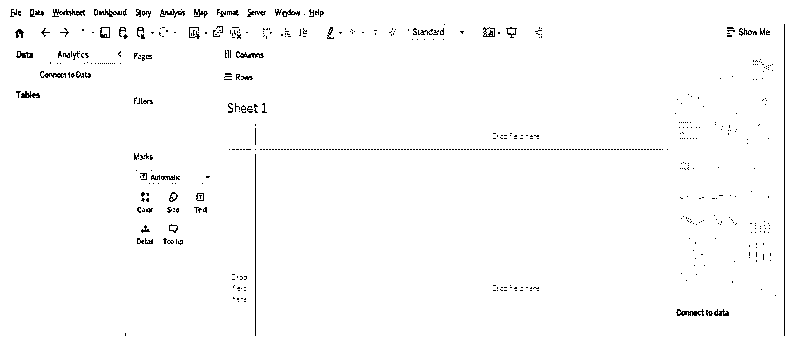 File Data Worksheet Dashboard Story Analysis Map Format Server Window Help
Standard
Show Me
Data Analytics
Connect to Data
Tables
Pages
Filters
Marks
Automatic
Color Size Text
Detail Tooltip
Columns
Rows
Sheet 1
Drop field here
Drop field here
Drop field here
Connect to data